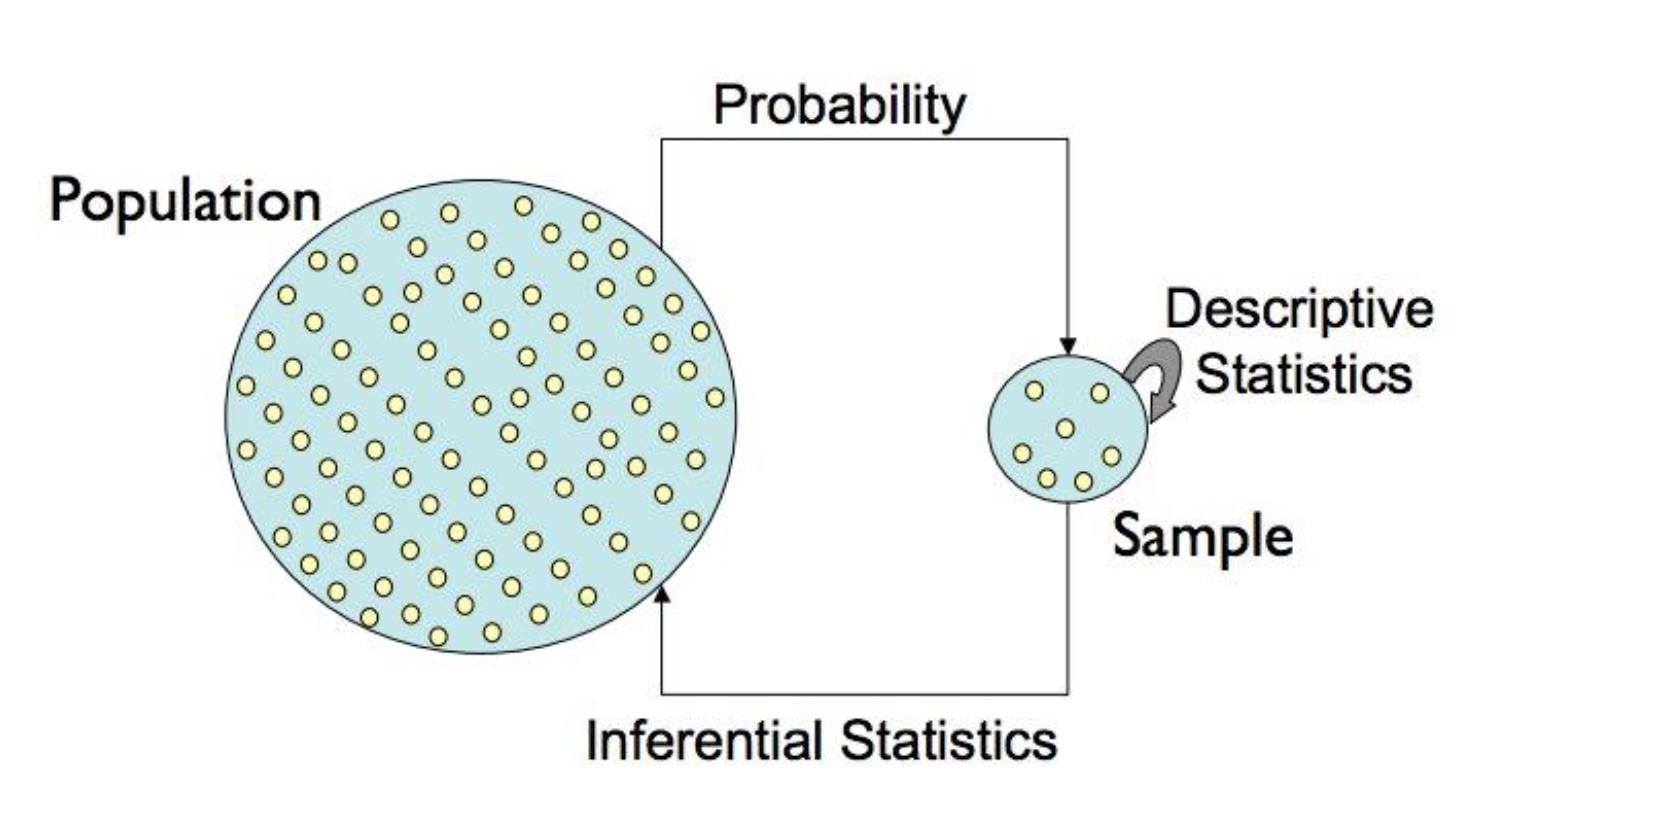 Probability
Population
Descriptive
Statistics
Sample
Inferential Statistics